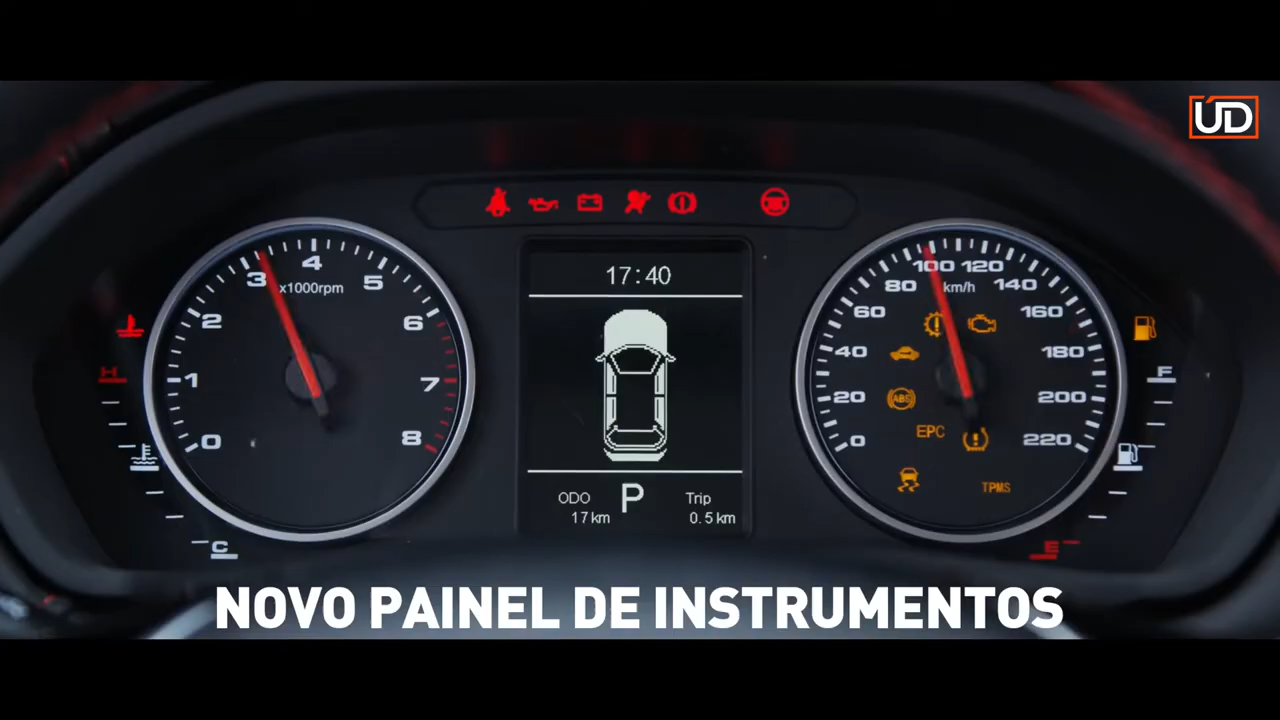 UD
17:40
0
1
2
3
4
5
6
7
8
x1000rpm
H
C
ODO
17 km
P
Trip
0.5 km
0
20
40
60
80
100
120
140
160
180
200
220
km/h
ABS
EPC
TPMS
F
E
NOVO PAINEL DE INSTRUMENTOS